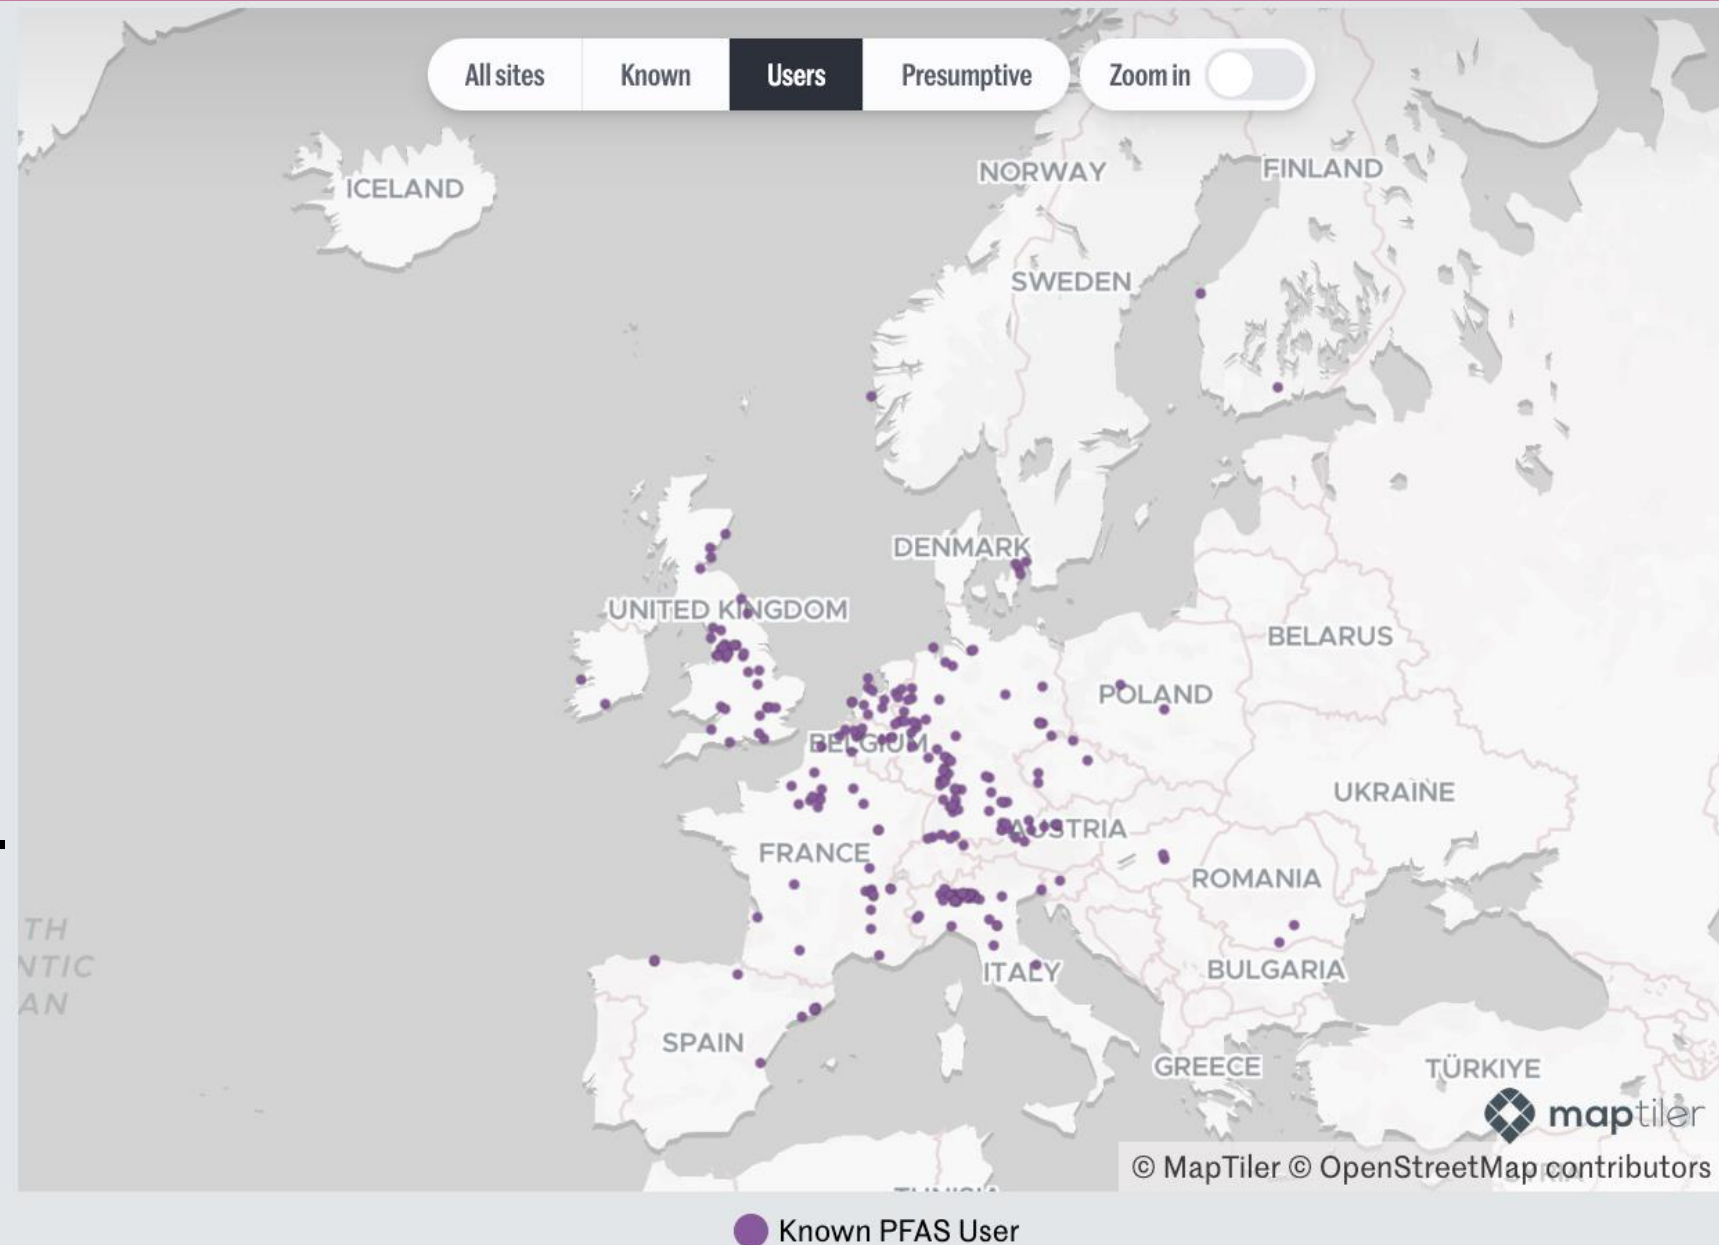 All sites
Known
Users
Presumptive
Zoom in
NORWAY
FINLAND
ICELAND
SWEDEN
DENMARK
UNITED KINGDOM
BELARUS
POLAND
BELGIUM
UKRAINE
AUSTRIA
FRANCE
ROMANIA
TH
NTIC
AN
ITALY
BULGARIA
SPAIN
GREECE
TÜRKIYE
maptiler
© MapTiler © OpenStreetMap contributors
Known PFAS User